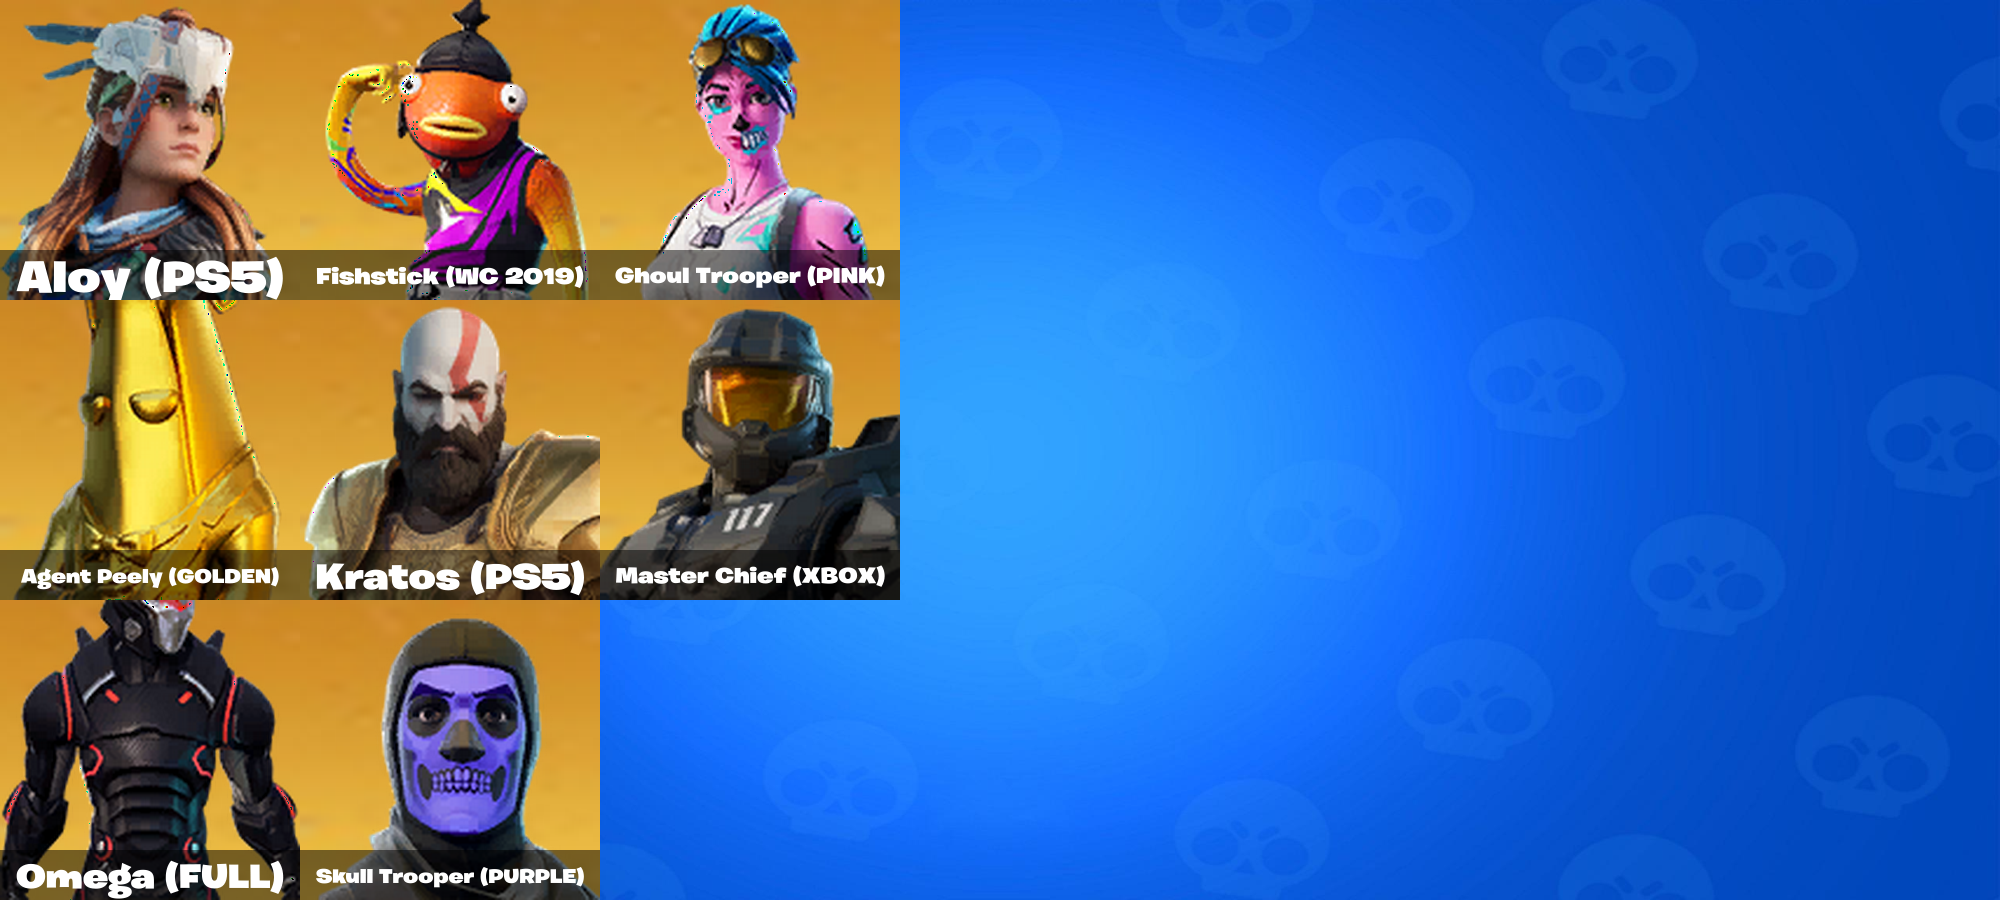 Aloy (PS5)
Fishstick (WC 2019)
Ghoul Trooper (PINK)
Agent Peely (GOLDEN)
Kratos (PS5)
117
Master Chief (XBOX)
Omega (FULL)
Skull Trooper (PURPLE)